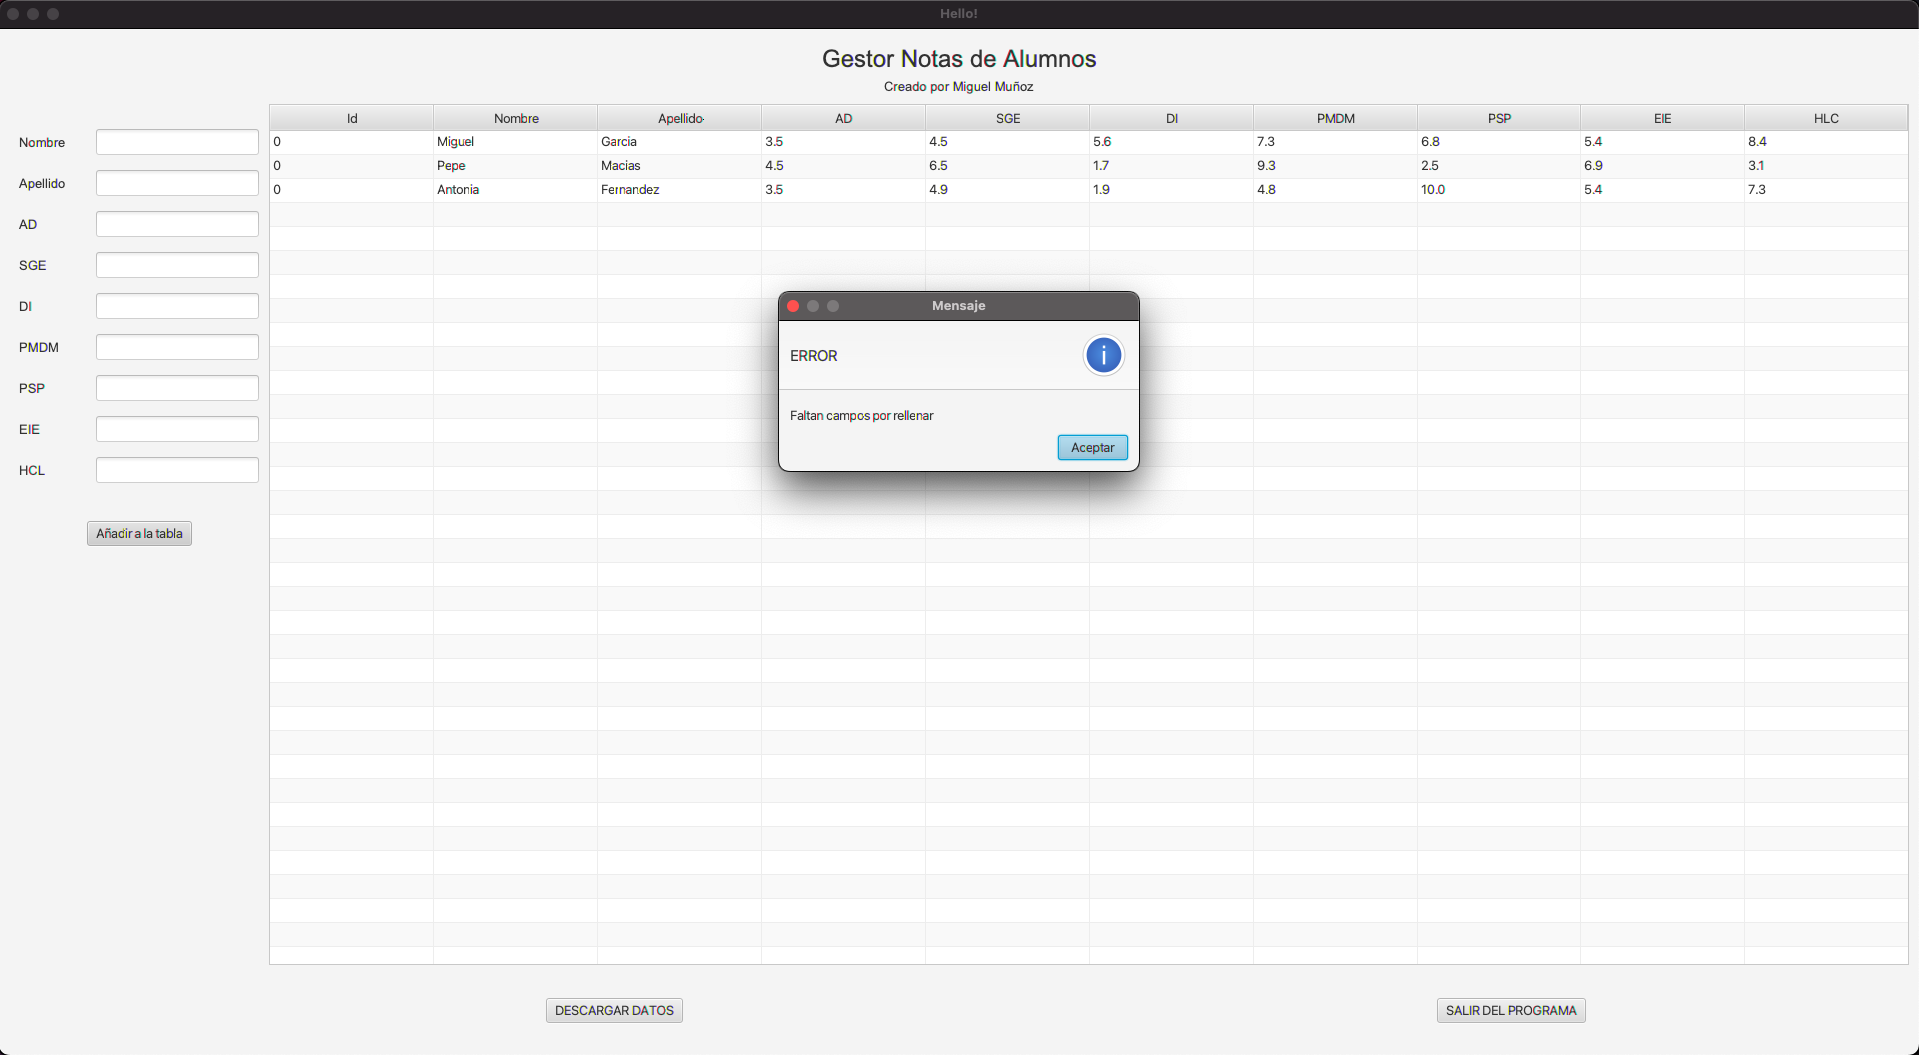 Hello!
Gestor Notas de Alumnos
Creado por Miguel Muñoz
Id Nombre Apellido AD SGE DI PMDM PSP EIE HLC
0 Miguel Garcia 3.5 4.5 5.6 7.3 6.8 5.4 8.4
0 Pepe Macias 4.5 6.5 1.7 9.3 2.5 6.9 3.1
0 Antonia Fernandez 3.5 4.9 1.9 4.8 10.0 5.4 7.3
Nombre
Apellido
AD
SGE
DI
PMDM
PSP
EIE
HCL
Añadir a la tabla
Mensaje
ERROR
i
Faltan campos por rellenar
Aceptar
DESCARGAR DATOS
SALIR DEL PROGRAMA